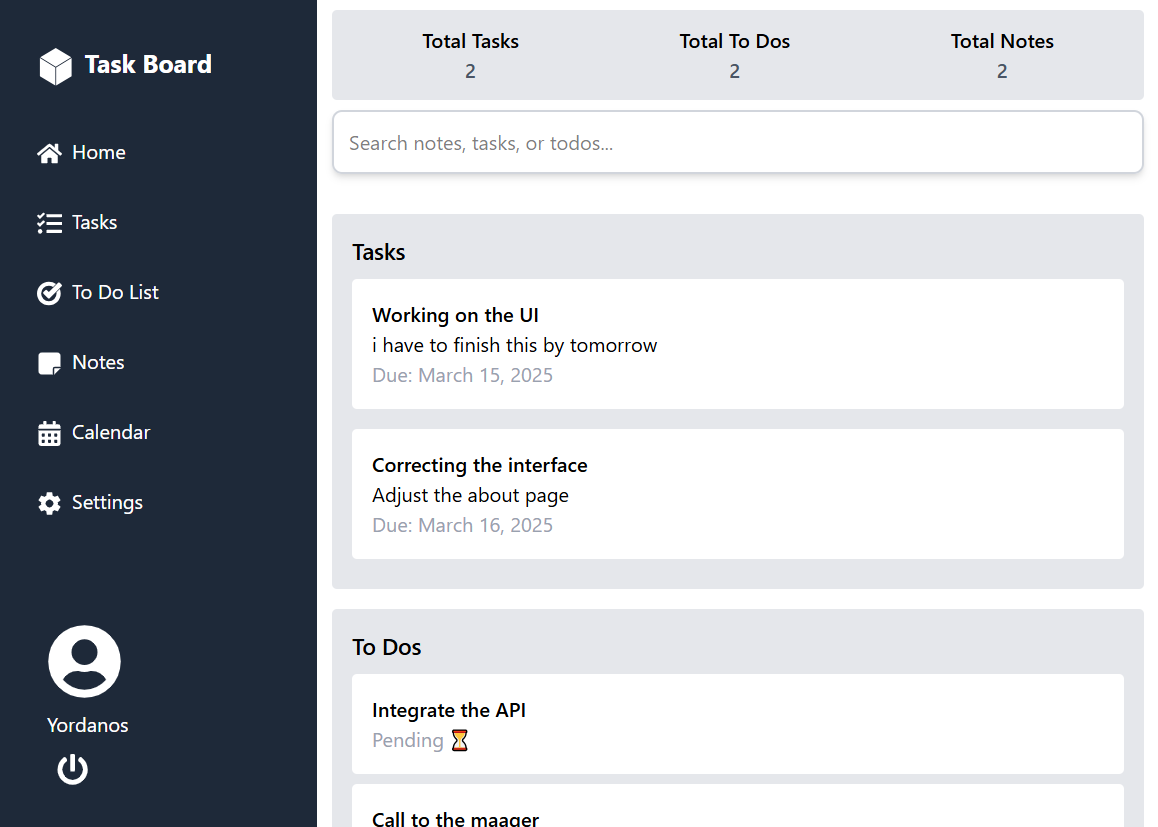 Task Board
Home
Tasks
To Do List
Notes
Calendar
Settings
Yordanos
Total Tasks
2
Total To Dos
2
Total Notes
2
Search notes, tasks, or todos...
Tasks
Working on the UI
i have to finish this by tomorrow
Due: March 15, 2025
Correcting the interface
Adjust the about page
Due: March 16, 2025
To Dos
Integrate the API
Pending ⏳
Call to the maager